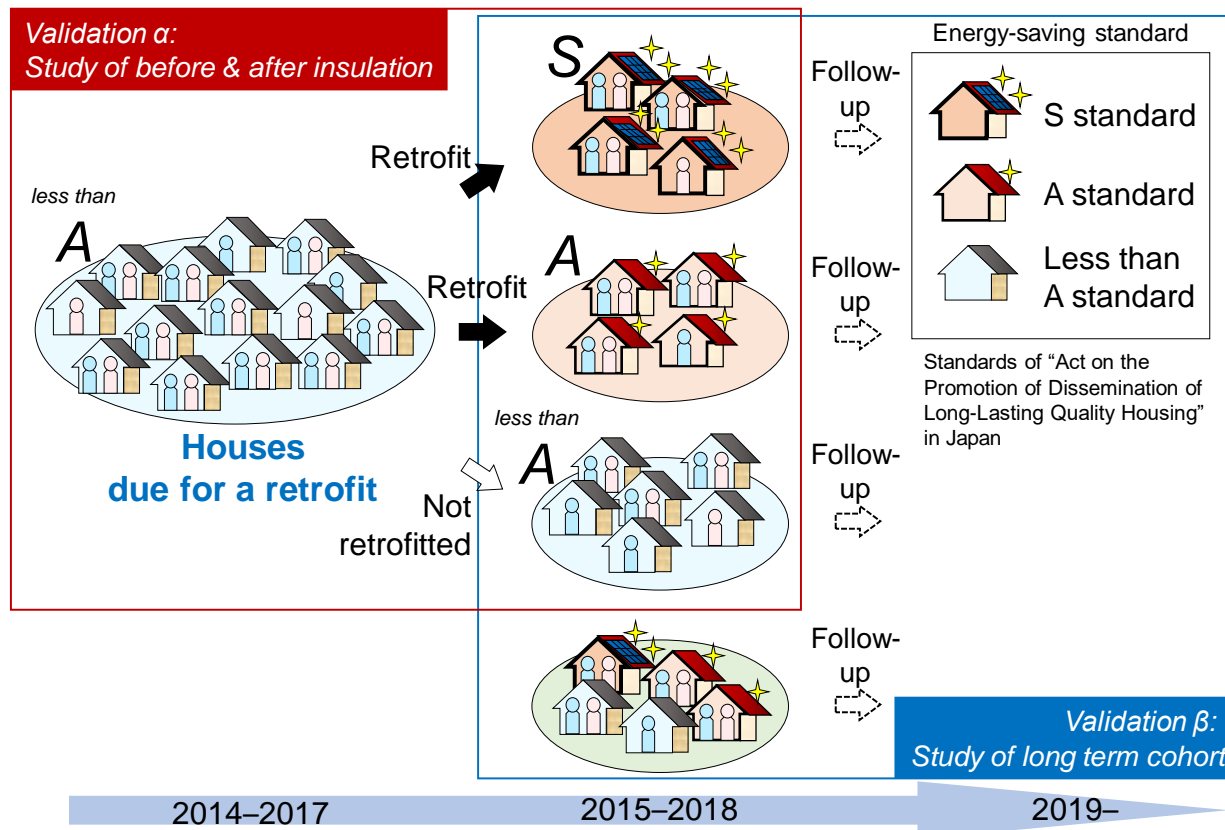 Validation α:
Study of before & after insulation
less than
A
Houses
due for a retrofit
Retrofit
Retrofit
Not
retrofitted
S
A
less than
A
Follow-
up
Follow-
up
Follow-
up
Follow-
up
Energy-saving standard
S standard
A standard
Less than
A standard
Standards of “Act on the
Promotion of Dissemination of
Long-Lasting Quality Housing”
in Japan
Validation β:
Study of long term cohort
2014–2017
2015–2018
2019–